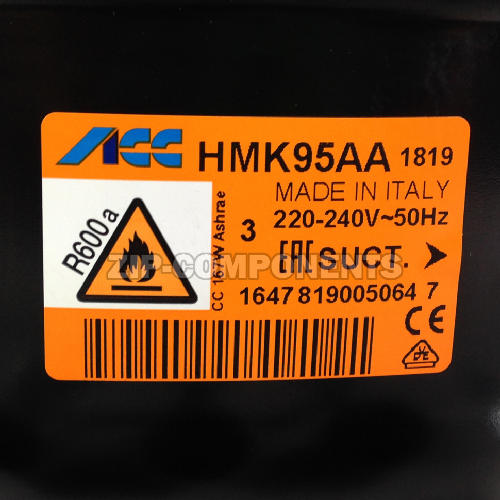 ACC HMK95AA 1819
MADE IN ITALY
R600a
CC 167W Ashrae
3 220-240V~50Hz
EAC SUCT.
ZIP-COMPONENTS
1647 819005064 7
CE